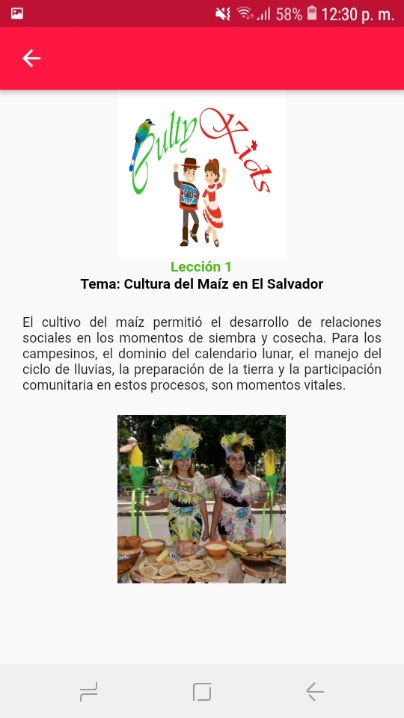 58% 12:30 p. m.
Culty Kids
Lección 1
Tema: Cultura del Maíz en El Salvador
El cultivo del maíz permitió el desarrollo de relaciones
sociales en los momentos de siembra y cosecha. Para los
campesinos, el dominio del calendario lunar, el manejo del
ciclo de lluvias, la preparación de la tierra y la participación
comunitaria en estos procesos, son momentos vitales.